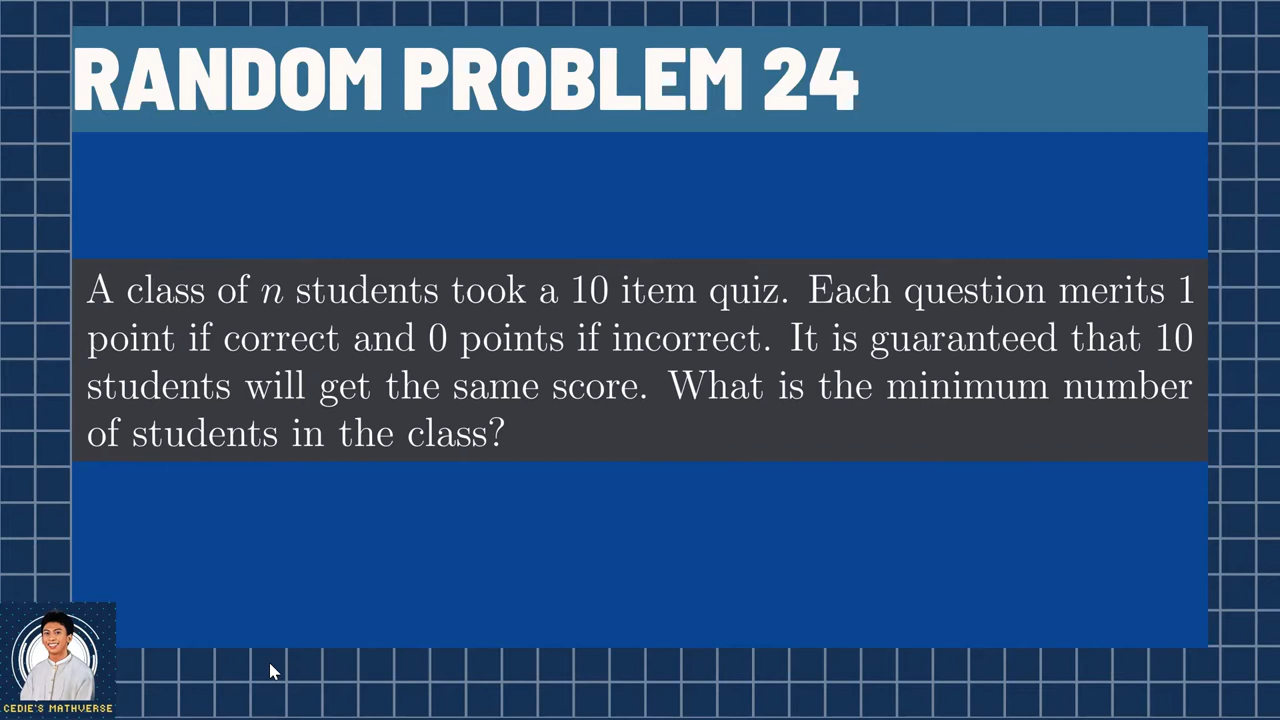 RANDOM PROBLEM 24
A class of n students took a 10 item quiz. Each question merits 1
point if correct and 0 points if incorrect. It is guaranteed that 10
students will get the same score. What is the minimum number
of students in the class?
CEDIE'S MATHVERSE